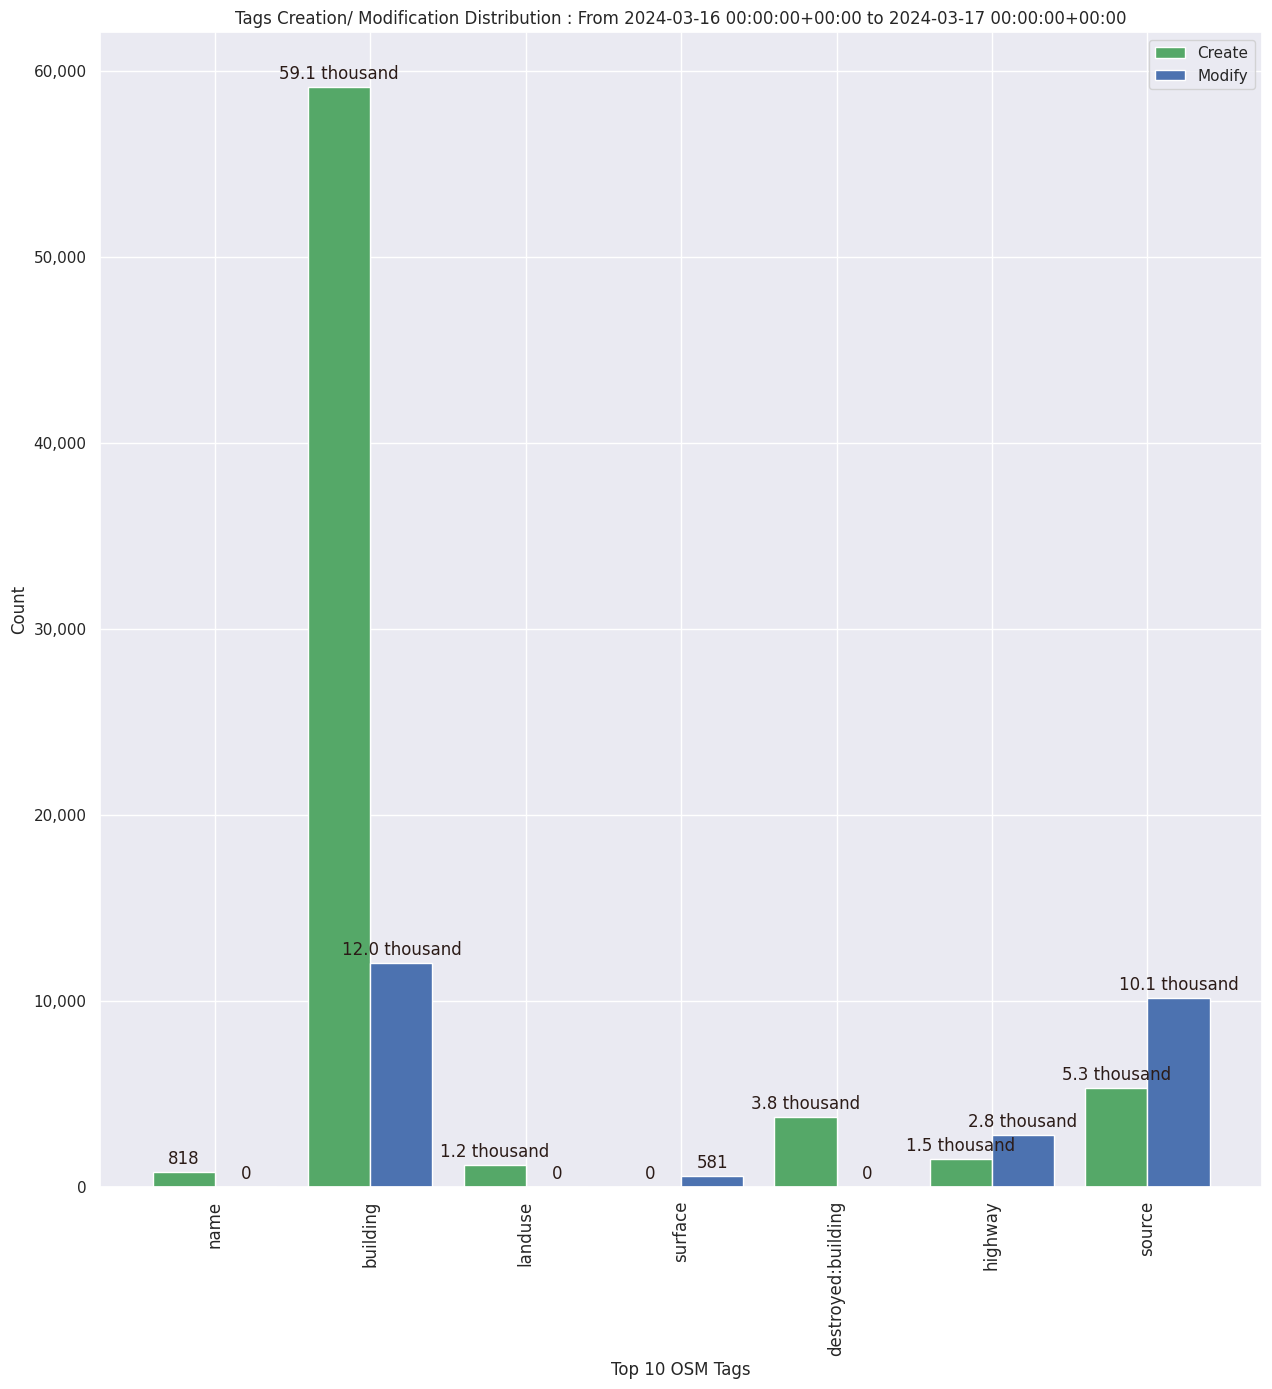 Tags Creation/ Modification Distribution : From 2024-03-16 00:00:00+00:00 to 2024-03-17 00:00:00+00:00
Create
Modify
60,000
50,000
40,000
30,000
20,000
10,000
0
Count
59.1 thousand
12.0 thousand
10.1 thousand
5.3 thousand
3.8 thousand
2.8 thousand
818
0
1.2 thousand
0
0
581
0
1.5 thousand
name
building
landuse
surface
destroyed:building
highway
source
Top 10 OSM Tags